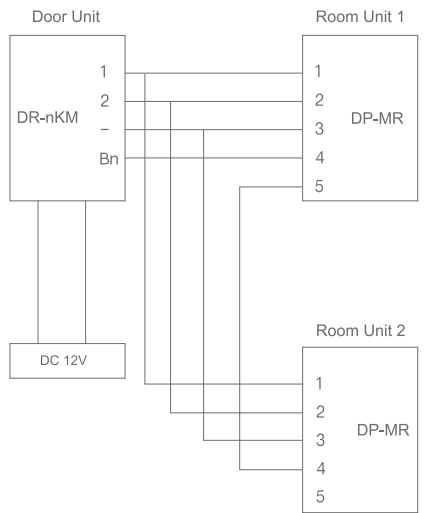 Door Unit
DR-nKM
1
2
–
Bn
DC 12V
Room Unit 1
1
2
3
4
5
DP-MR
Room Unit 2
1
2
3
4
5
DP-MR